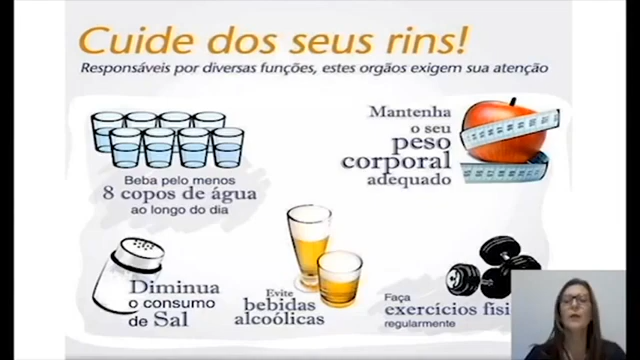 Cuide dos seus rins!
Responsáveis por diversas funções, estes orgãos exigem sua atenção
Beba pelo menos
8 copos de água
ao longo do dia
Mantenha
o seu
peso
corporal
adequado
Diminua
o consumo
de Sal
Evite
bebidas
alcoólicas
Faça
exercícios
regularmente